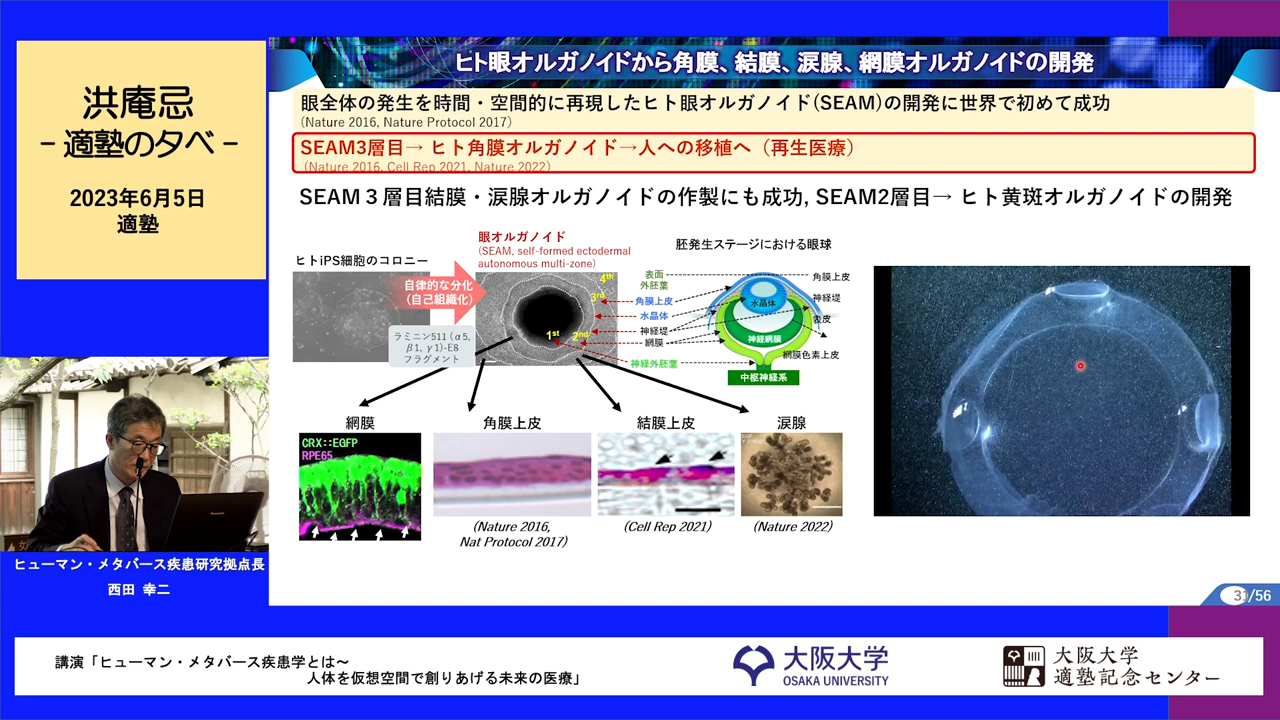 洪庵忌
- 適塾の夕べ -
2023年6月5日
適塾
ヒト眼オルガノイドから角膜、結膜、涙腺、網膜オルガノイドの開発
眼全体の発生を時間・空間的に再現したヒト眼オルガノイド(SEAM)の開発に世界で初めて成功
(Nature 2016, Nature Protocol 2017)
SEAM3層目→ ヒト角膜オルガノイド→人への移植へ（再生医療）
(Nature 2016, Cell Rep 2021, Nature 2022)
SEAM３層目結膜・涙腺オルガノイドの作製にも成功, SEAM2層目→ ヒト黄斑オルガノイドの開発
ヒトiPS細胞のコロニー
自律的な分化
（自己組織化）
ラミニン511 (α5,
β1, γ1)-E8
フラグメント
眼オルガノイド
(SEAM, self-formed ectodermal
autonomous multi-zone)
4th
3rd
2nd
1st
胚発生ステージにおける眼球
表面
外胚葉
角膜上皮
水晶体
神経堤
網膜
神経外胚葉
角膜上皮
神経堤
表皮
網膜色素上皮
水晶体
神経網膜
中枢神経系
網膜
角膜上皮
結膜上皮
涙腺
CRX::EGFP
RPE65
(Nature 2016,
Nat Protocol 2017)
(Cell Rep 2021)
(Nature 2022)
/56
ヒューマン・メタバース疾患研究拠点長
西田 幸二
講演「ヒューマン・メタバース疾患学とは～
人体を仮想空間で創りあげる未来の医療」
大阪大学
OSAKA UNIVERSITY
大阪大学
適塾記念センター